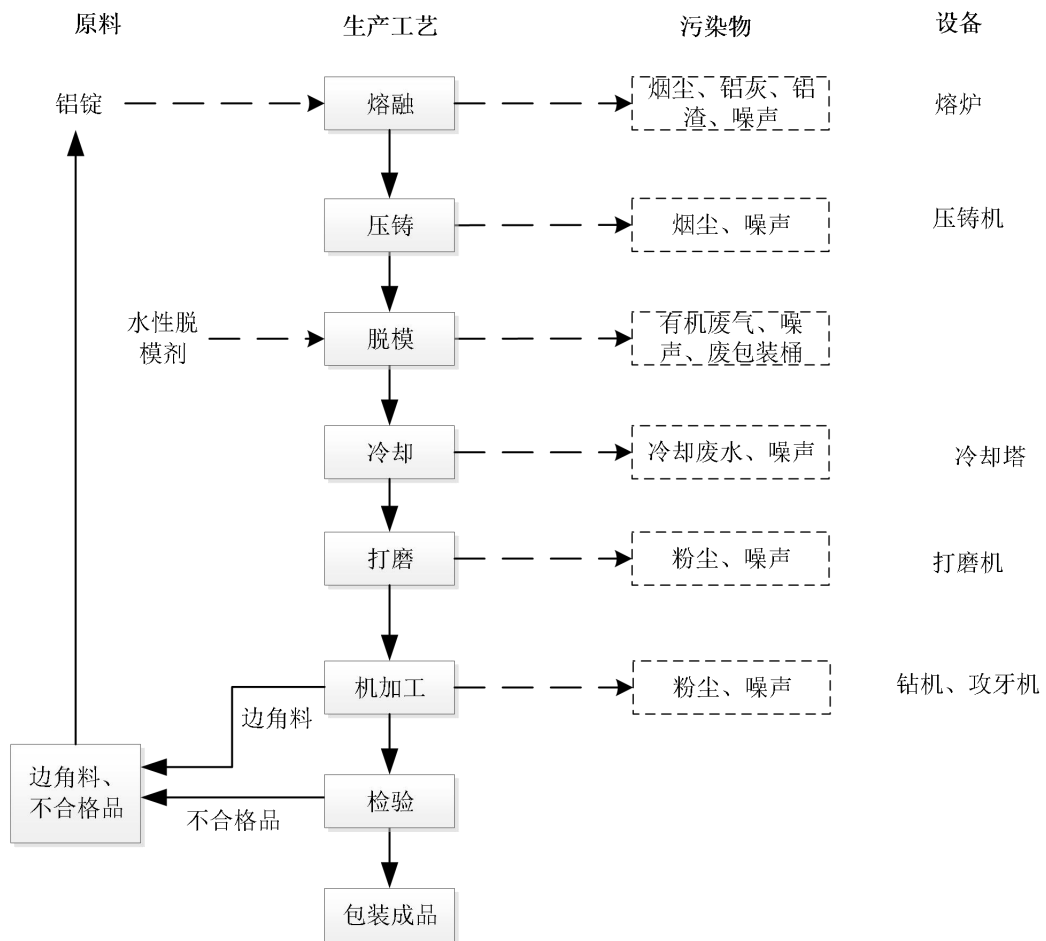 原料
生产工艺
污染物
设备
铝锭
熔融
烟尘、铝灰、铝
渣、噪声
熔炉
压铸
烟尘、噪声
压铸机
水性脱
模剂
脱模
有机废气、噪
声、废包装桶
冷却
冷却废水、噪声
冷却塔
打磨
粉尘、噪声
打磨机
机加工
粉尘、噪声
钻机、攻牙机
边角料
边角料、
不合格品
检验
不合格品
包装成品